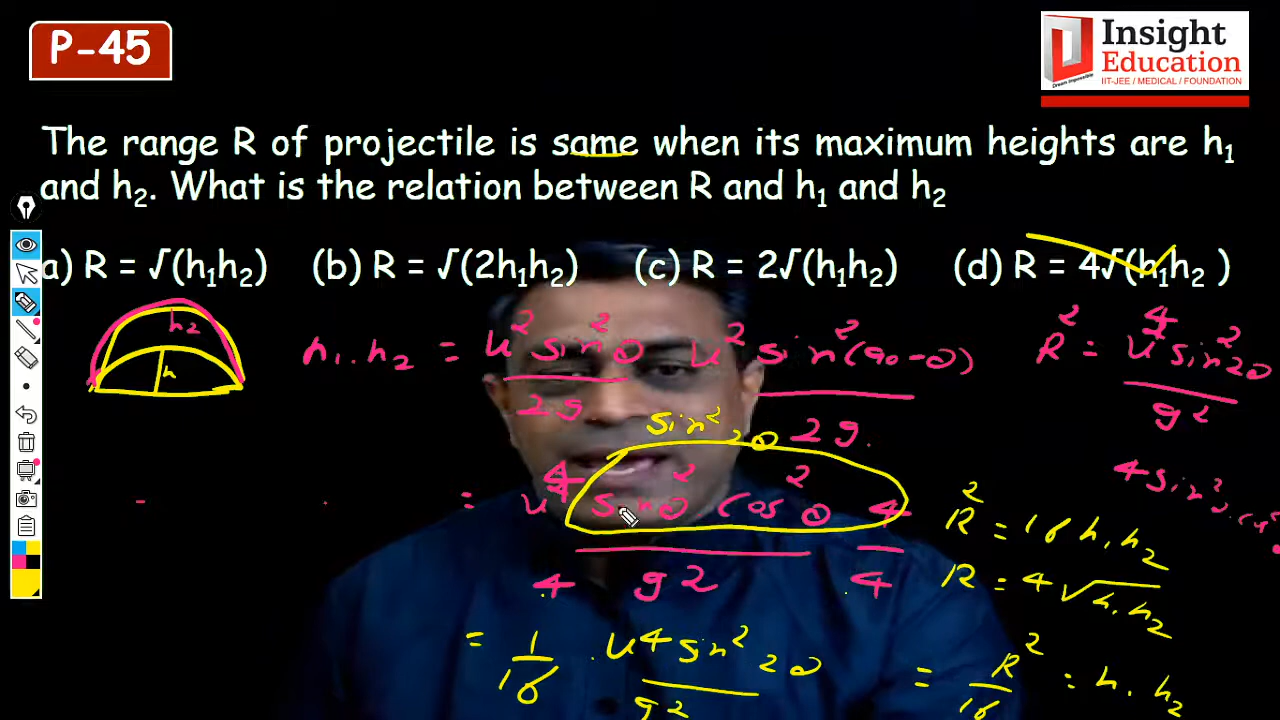 P-45
Insight
Education
IIT-JEE / MEDICAL / FOUNDATION
Dream Impossible
The range R of projectile is same when its maximum heights are h₁
and h₂. What is the relation between R and h₁ and h₂
a) R = √(h₁h₂) (b) R = √(2h₁h₂) (c) R = 2√(h₁h₂) (d) R = 4√(h₁h₂ )
h₂
h
h₁.h₂ = u² sin²θ u² sin²(90-θ)
2g 2g.
R² = u⁴ sin²2θ
g²
sin² 2θ
= u⁴ sinθ² cos²θ 4
4 g2 4
4 sin²
R² = 16 h₁ h₂
R = 4 √h₁ h₂
= 1/16 . u4 sin² 2θ
g2
= R²/16 = h₁ h₂